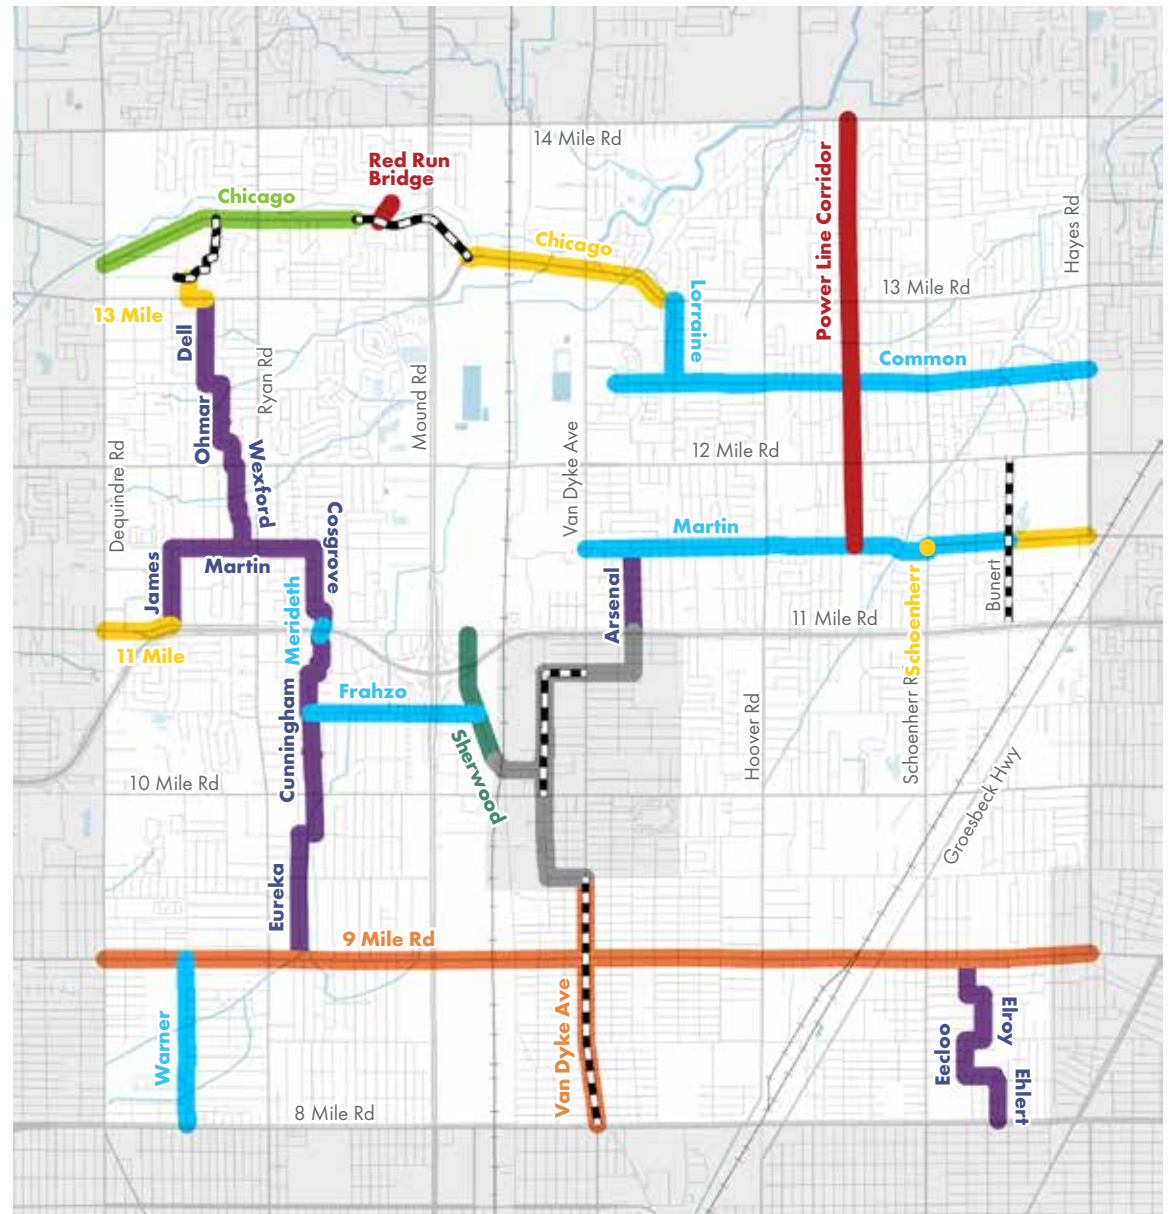 14 Mile Rd
Red Run
Bridge
Chicago
Power Line Corridor
Hayes Rd
Chicago
13 Mile Rd
13 Mile
Lorraine
Dell
Ryan Rd
Common
Mound Rd
Ohmar
Van Dyke Ave
12 Mile Rd
Dequindre Rd
Wexford
Cosgrove
Martin
Martin
James
Merideth
Arsenal
Schoenherr
Bunert
11 Mile Rd
11 Mile
Frahzo
Cunningham
Sherwood
Hoover Rd
Schoenherr R
10 Mile Rd
Groesbeck Hwy
Eureka
9 Mile Rd
Van Dyke Ave
Warner
Elroy
Eecloo
Ehlert
8 Mile Rd